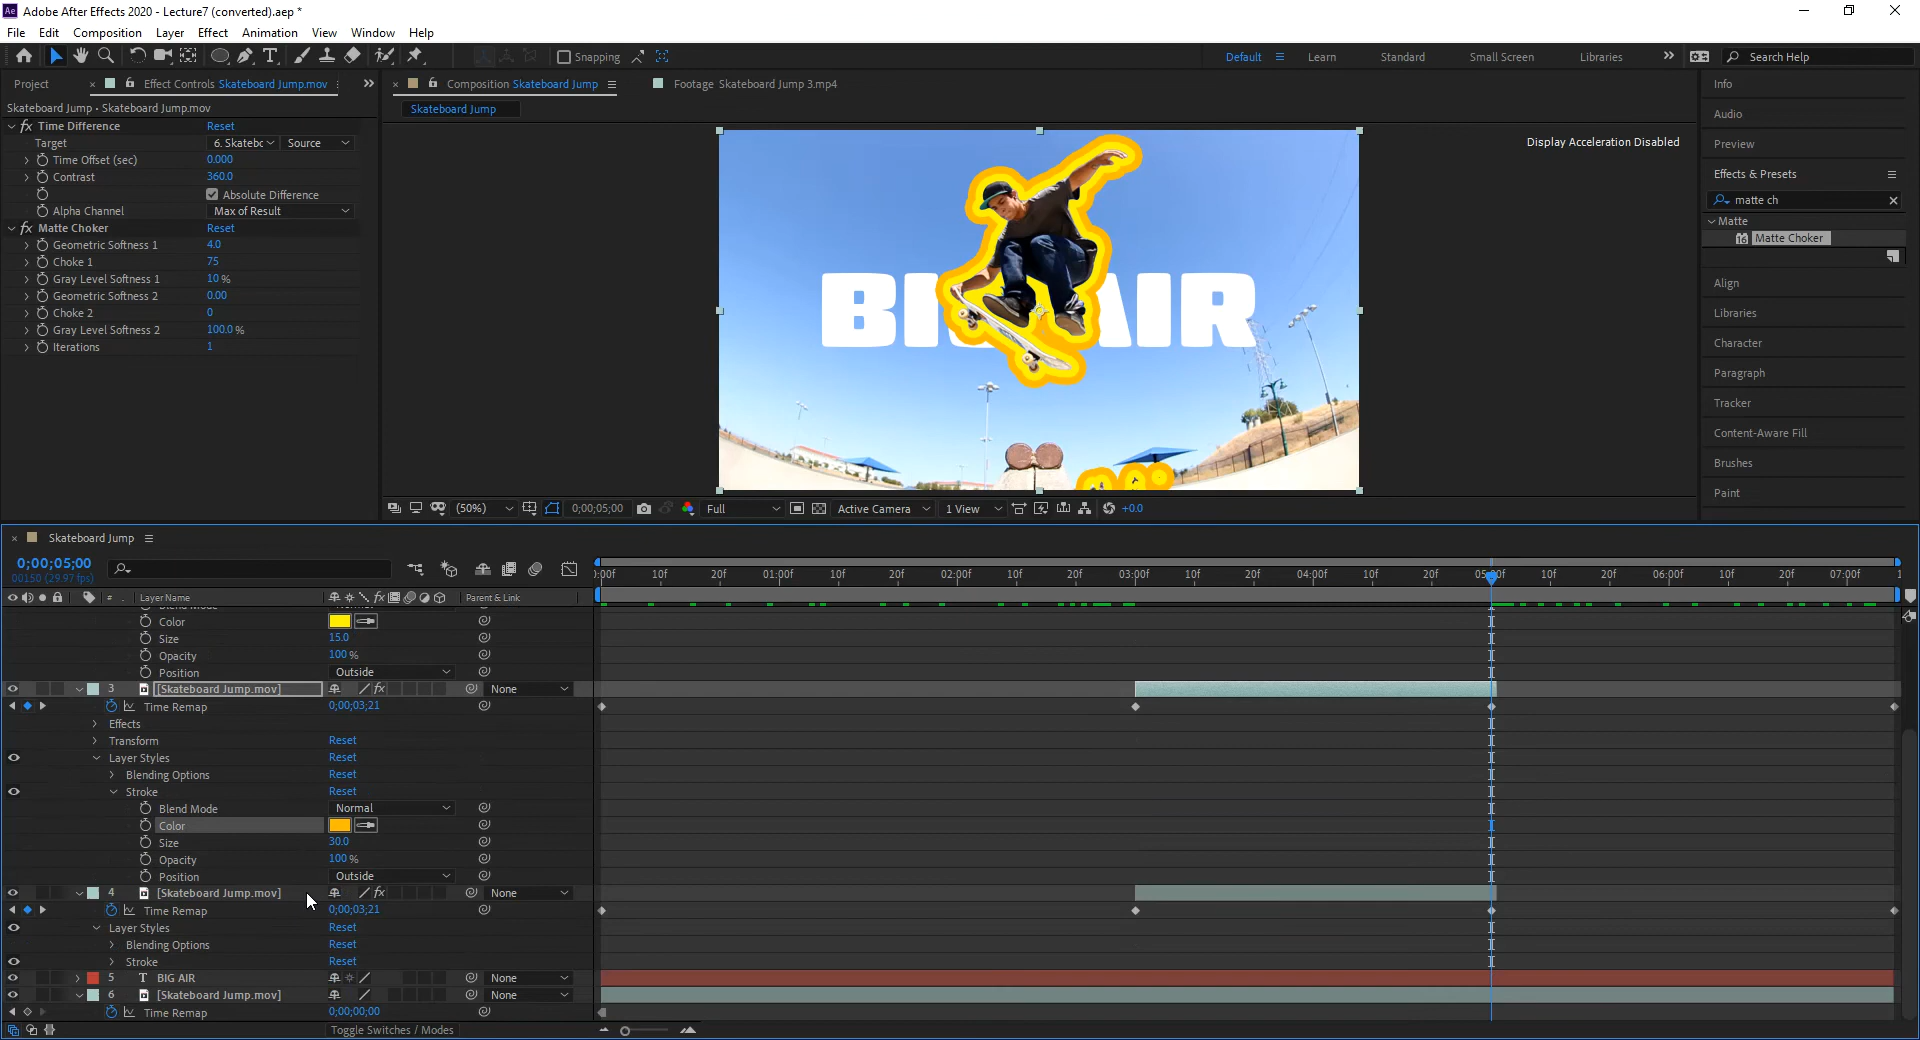 Ae Adobe After Effects 2020 - Lecture7 (converted).aep *
File Edit Composition Layer Effect Animation View Window Help
Snapping Default Learn Standard Small Screen Libraries Search Help
Project Effect Controls Skateboard Jump.mov
Skateboard Jump - Skateboard Jump.mov
fx Time Difference Reset
Target 6. Skatebc Source
Time Offset (sec) 0.000
Contrast 360.0
Absolute Difference
Alpha Channel Max of Result
fx Matte Choker Reset
Geometric Softness 1 4.0
Choke 1 75
Gray Level Softness 1 10 %
Geometric Softness 2 0.00
Choke 2 0
Gray Level Softness 2 100.0 %
Iterations 1
Composition Skateboard Jump Footage Skateboard Jump 3.mp4
Skateboard Jump
Display Acceleration Disabled
BI AIR
(50%) 0;00;05;00 Full Active Camera 1 View +0.0
Info
Audio
Preview
Effects & Presets
matte ch
Matte
16 Matte Choker
Align
Libraries
Character
Paragraph
Tracker
Content-Aware Fill
Brushes
Paint
Skateboard Jump
0;00;05;00
00150 (29.97 fps)
0:00f 10f 20f 01:00f 10f 20f 02:00f 10f 20f 03:00f 10f 20f 04:00f 10f 20f 05:00f 10f 20f 06:00f 10f 20f 07:00f 1
# . Layer Name Parent & Link
Blend Mode
Color
Size 15.0
Opacity 100 %
Position Outside
3 [Skateboard Jump.mov] fx None
Time Remap 0;00;03;21
Effects
Transform Reset
Layer Styles Reset
Blending Options Reset
Stroke Reset
Blend Mode Normal
Color
Size 30.0
Opacity 100 %
Position Outside
4 [Skateboard Jump.mov] fx None
Time Remap 0;00;03;21
Layer Styles Reset
Blending Options Reset
Stroke Reset
5 T BIG AIR None
6 [Skateboard Jump.mov] None
Time Remap 0;00;00;00
Toggle Switches / Modes